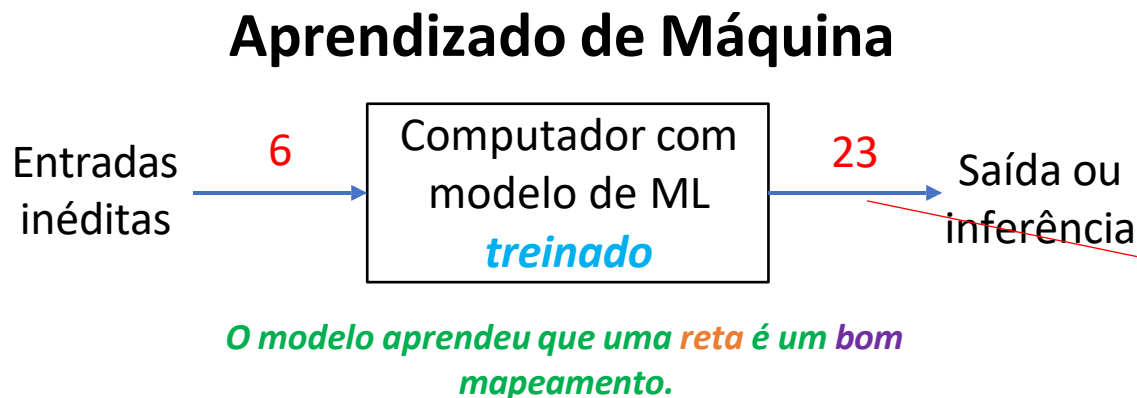 Aprendizado de Máquina
Entradas
inéditas
6
Computador com
modelo de ML
treinado
23
Saída ou
inferência
O modelo aprendeu que uma reta é um bom
mapeamento.